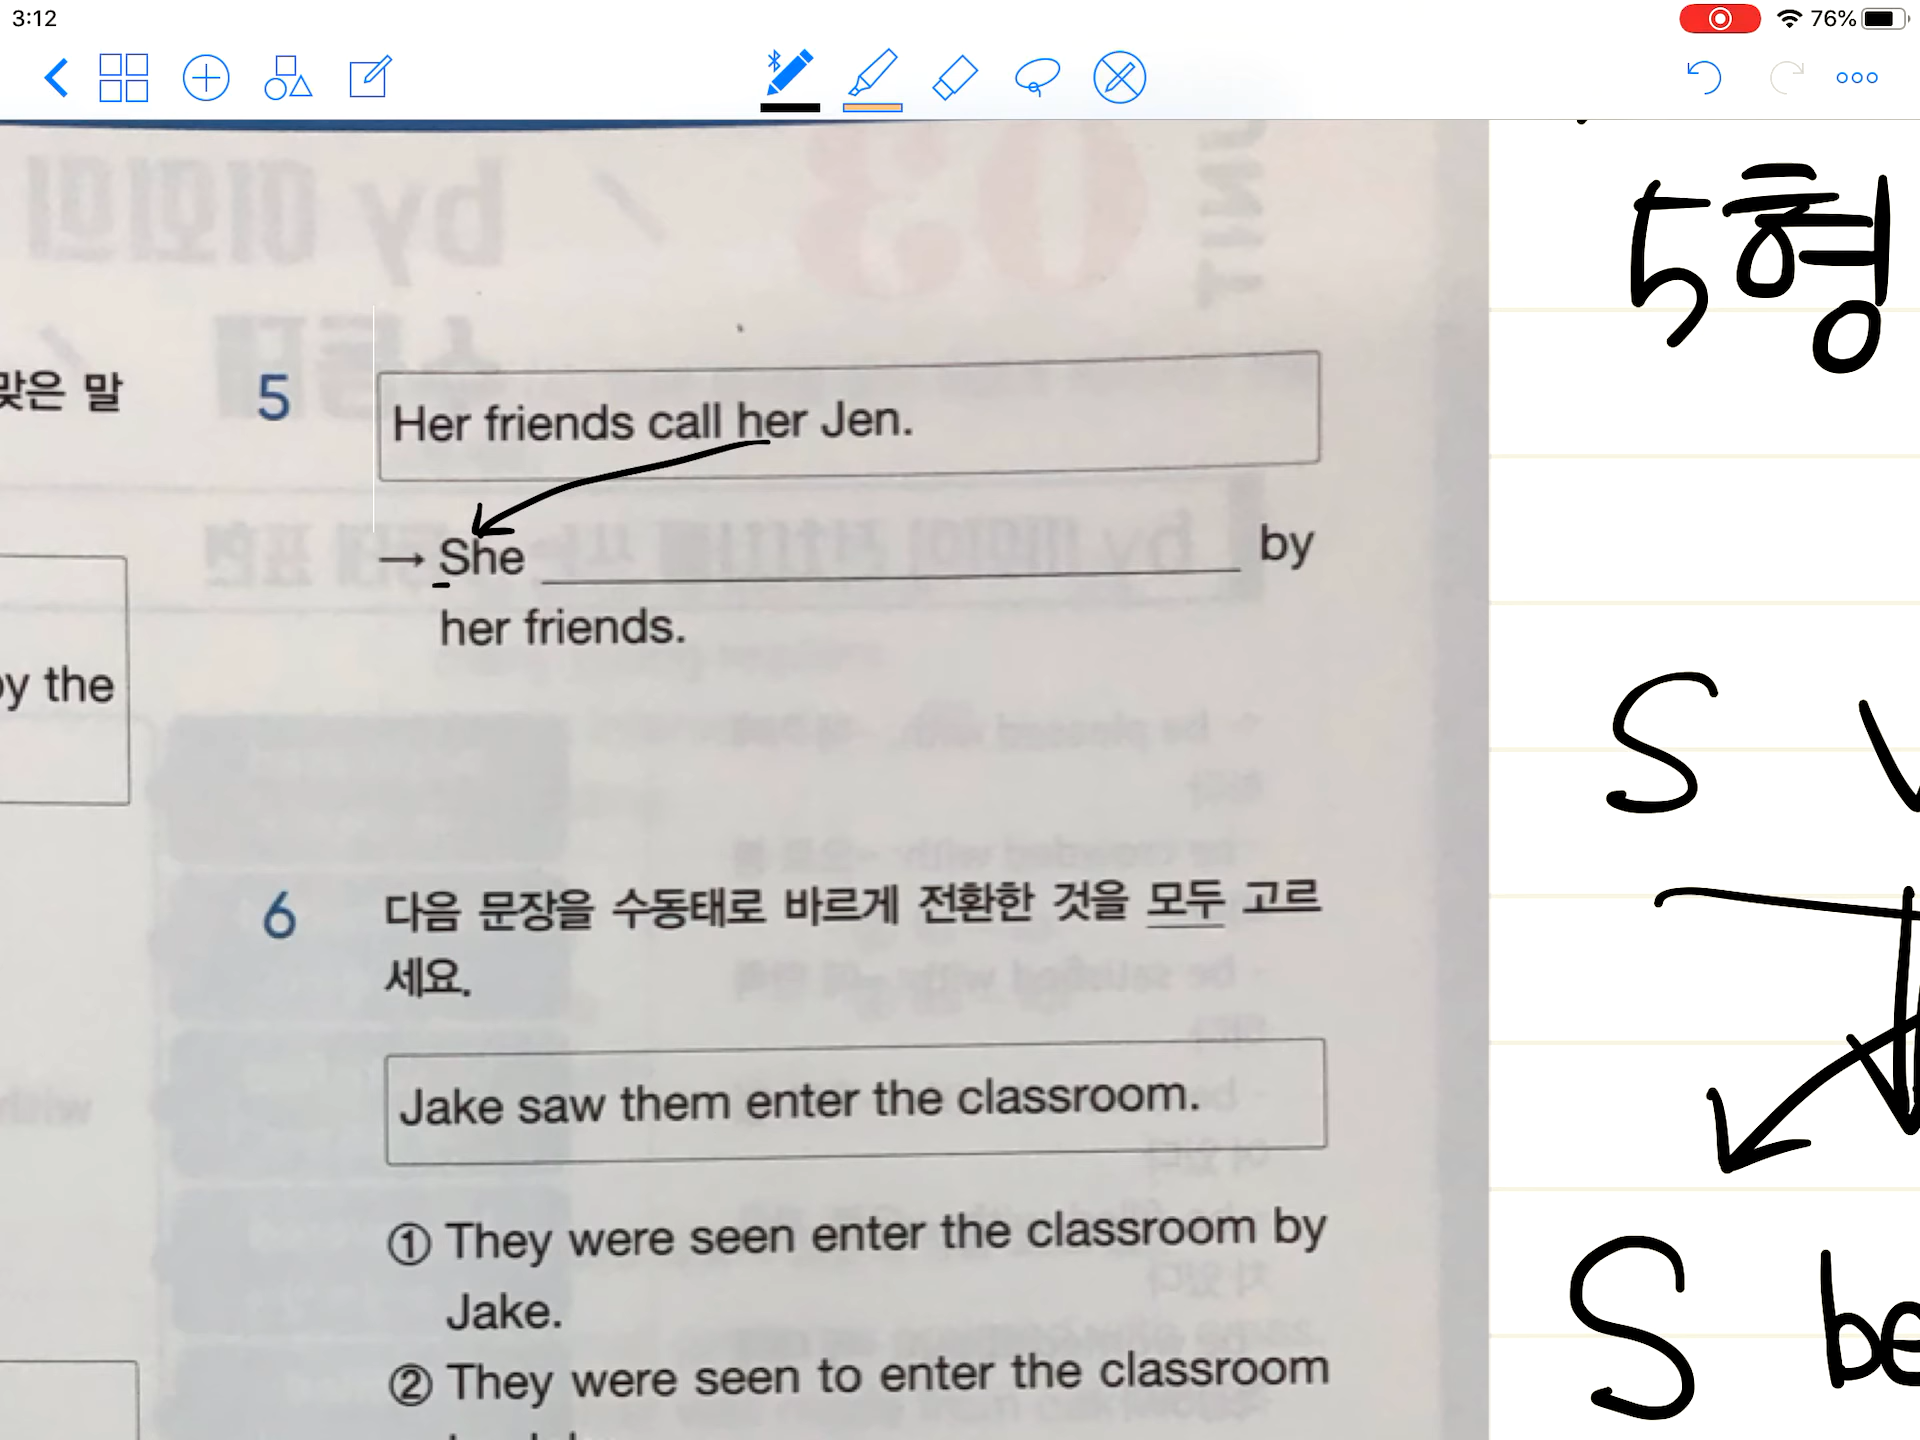 3:12
76%
5형
맞은 말
5
Her friends call her Jen.
→ She ______ by
her friends.
by the
6
다음 문장을 수동태로 바르게 전환한 것을 모두 고르
세요.
Jake saw them enter the classroom.
① They were seen enter the classroom by
Jake.
② They were seen to enter the classroom
S V
S be